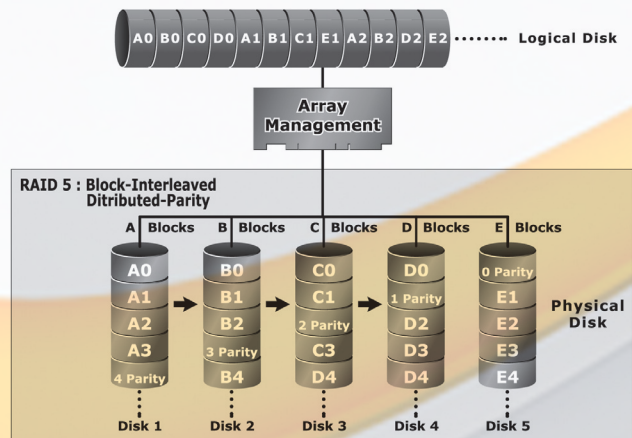 A0 B0 C0 D0 A1 B1 C1 E1 A2 B2 D2 E2 Logical Disk
Array
Management
RAID 5 : Block-Interleaved
Ditributed-Parity
A Blocks B Blocks C Blocks D Blocks E Blocks
A0 B0 C0 D0 0 Parity
A1 B1 C1 1 Parity E1
A2 B2 2 Parity D2 E2
A3 3 Parity C3 D3 E3
4 Parity B4 D4 D4 E4
Physical
Disk
Disk 1 Disk 2 Disk 3 Disk 4 Disk 5